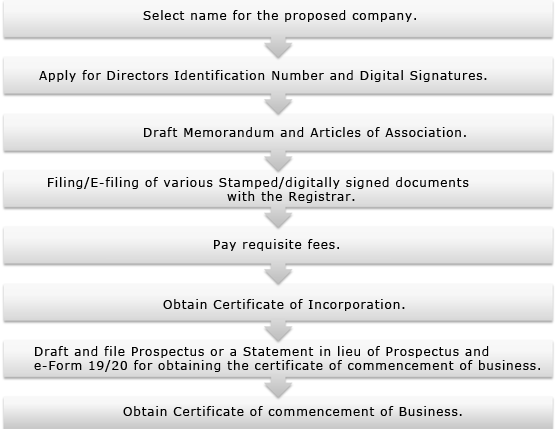 Select name for the proposed company.
Apply for Directors Identification Number and Digital Signatures.
Draft Memorandum and Articles of Association.
Filing/E-filing of various Stamped/digitally signed documents
with the Registrar.
Pay requisite fees.
Obtain Certificate of Incorporation.
Draft and file Prospectus or a Statement in lieu of Prospectus and
e-Form 19/20 for obtaining the certificate of commencement of business.
Obtain Certificate of commencement of Business.